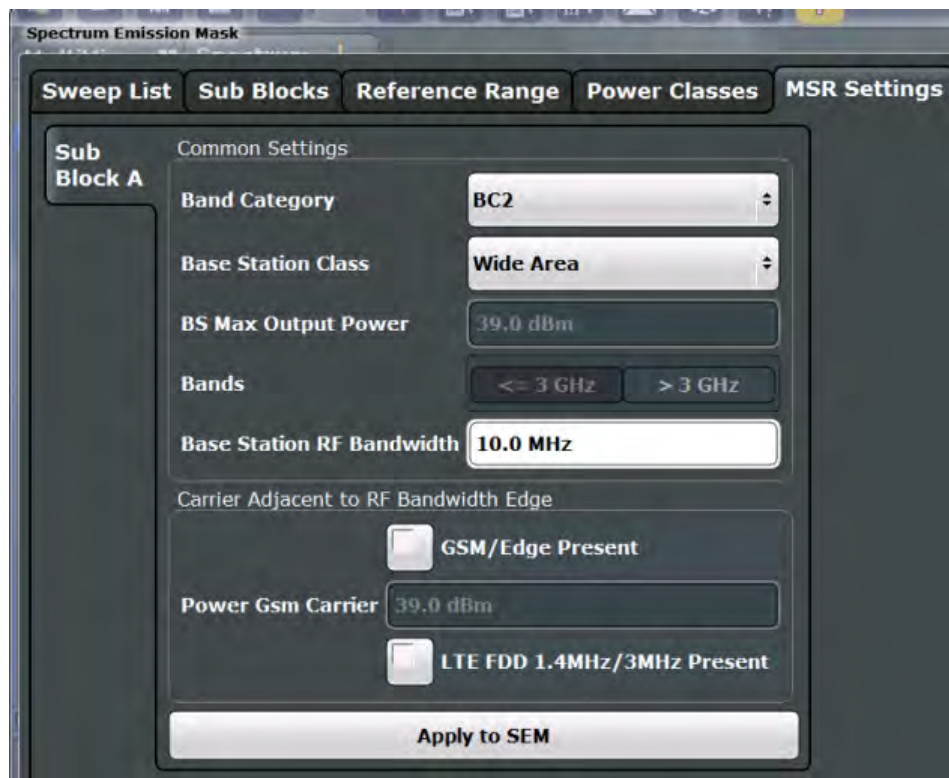 Spectrum Emission Mask
Sweep List Sub Blocks Reference Range Power Classes MSR Settings
Sub Block A
Common Settings
Band Category BC2
Base Station Class Wide Area
BS Max Output Power 39.0 dBm
Bands <= 3 GHz > 3 GHz
Base Station RF Bandwidth 10.0 MHz
Carrier Adjacent to RF Bandwidth Edge
GSM/Edge Present
Power Gsm Carrier 39.0 dBm
LTE FDD 1.4MHz/3MHz Present
Apply to SEM